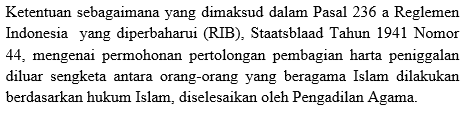 Ketentuan sebagaimana yang dimaksud dalam Pasal 236 a Reglemen
Indonesia yang diperbaharui (RIB), Staatsblaad Tahun 1941 Nomor
44, mengenai permohonan pertolongan pembagian harta peniggalan
diluar sengketa antara orang-orang yang beragama Islam dilakukan
berdasarkan hukum Islam, diselesaikan oleh Pengadilan Agama.